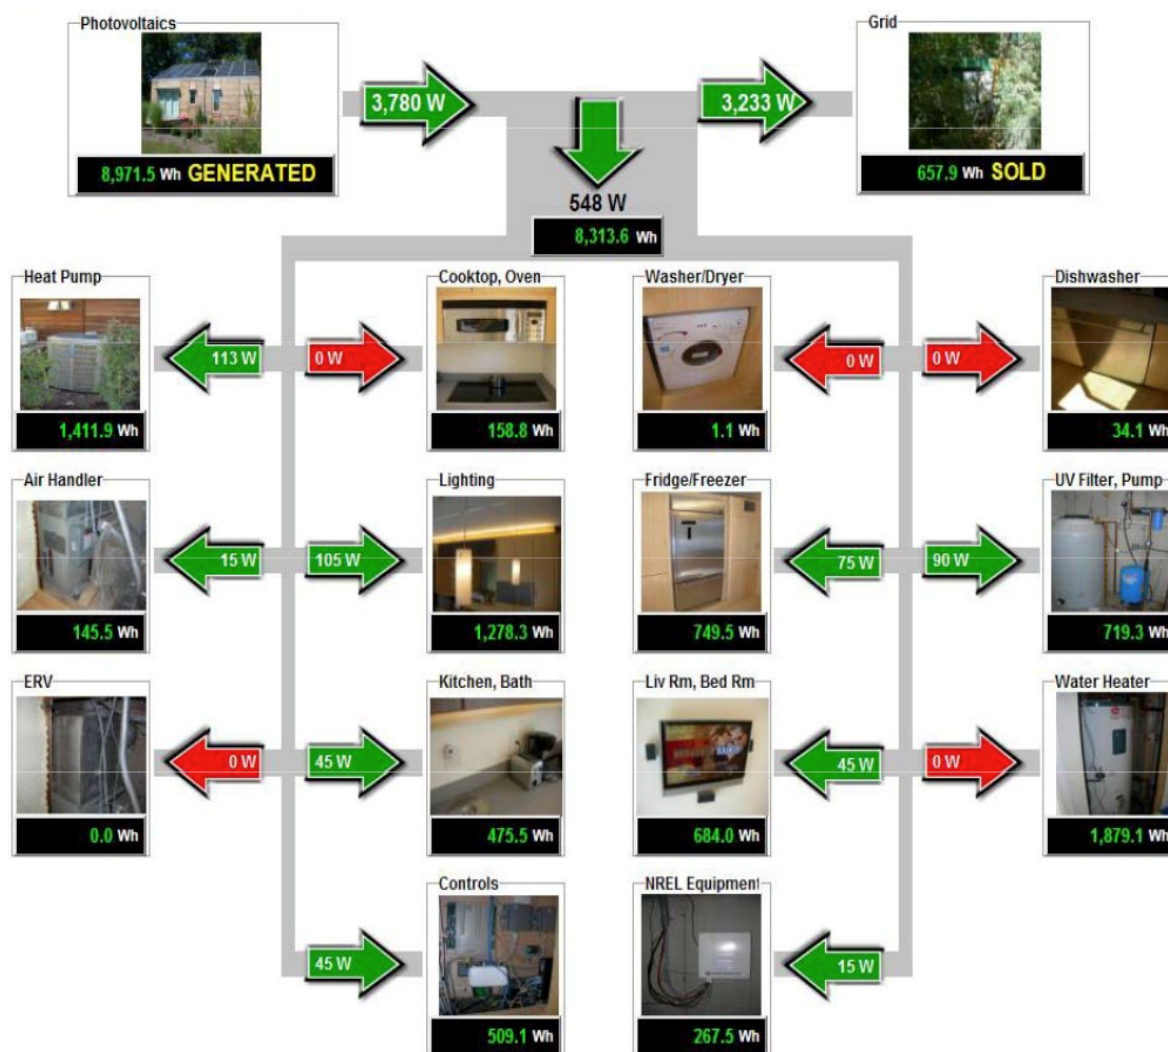 Photovoltaics
Grid
3,780 W
3,233 W
8,971.5 Wh GENERATED
657.9 Wh SOLD
548 W
8,313.6 Wh
Heat Pump
Cooktop, Oven
Washer/Dryer
Dishwasher
113 W
0 W
0 W
0 W
1,411.9 Wh
158.8 Wh
1.1 Wh
34.1 Wh
Air Handler
Lighting
Fridge/Freezer
UV Filter, Pump
15 W
105 W
75 W
90 W
145.5 Wh
1,278.3 Wh
749.5 Wh
719.3 Wh
ERV
Kitchen, Bath
Liv Rm, Bed Rm
Water Heater
0 W
45 W
45 W
0 W
0.0 Wh
475.5 Wh
684.0 Wh
1,879.1 Wh
Controls
NREL Equipment
45 W
15 W
509.1 Wh
267.5 Wh